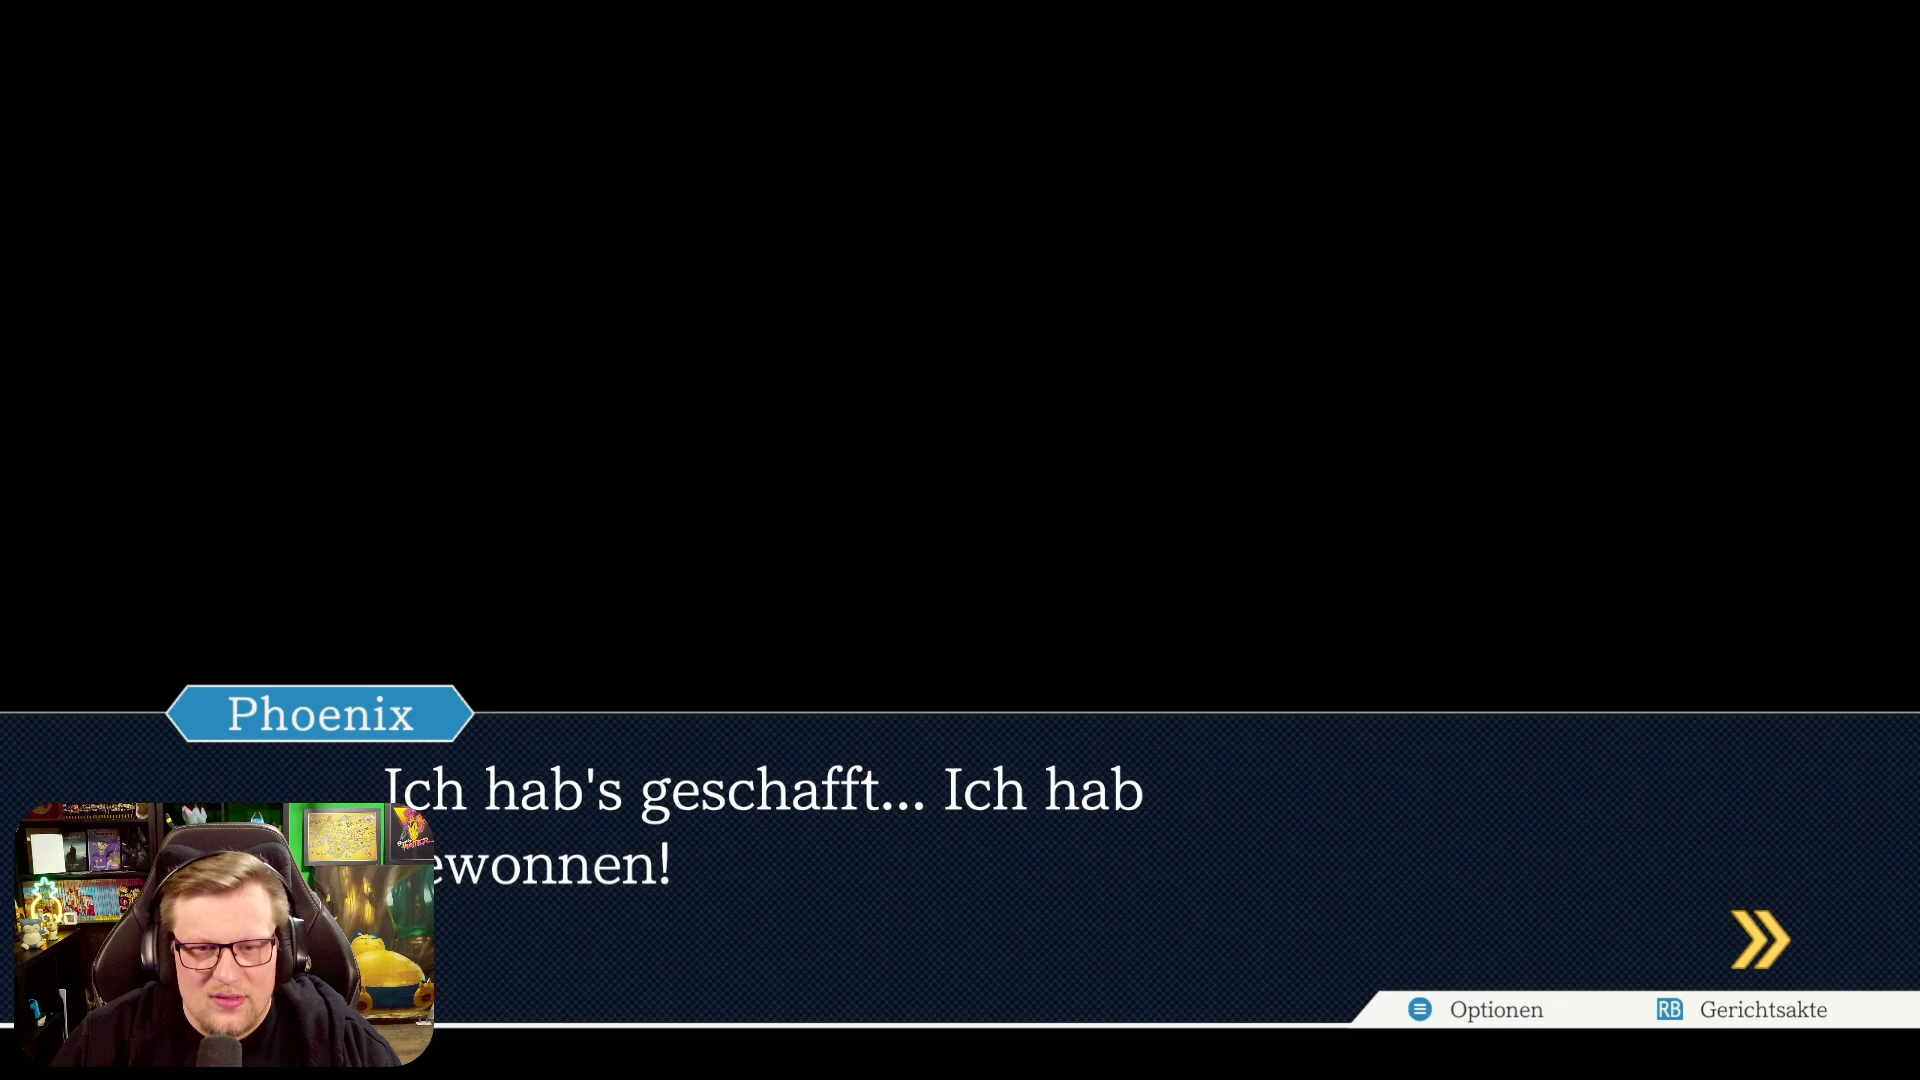 Phoenix
Ich hab's geschafft... Ich hab
ewonnen!
Optionen
RB Gerichtsakte